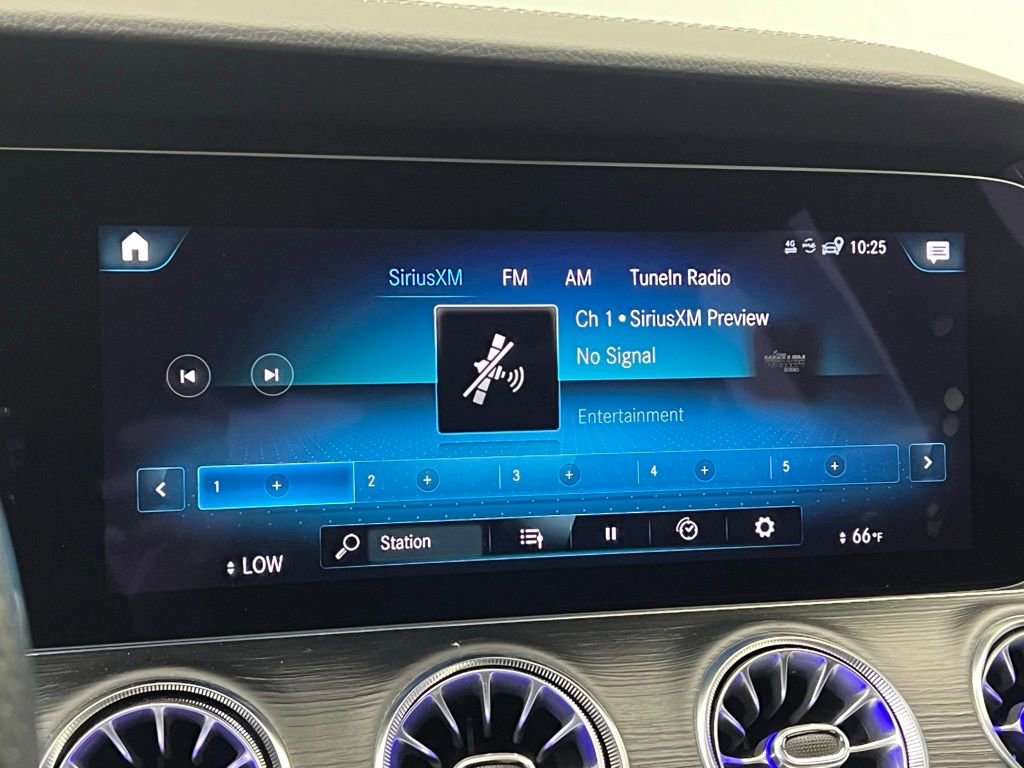 4G
10:25
SiriusXM FM AM TuneIn Radio
Ch 1 • SiriusXM Preview
No Signal
Entertainment
1 + 2 + 3 + 4 + 5 +
Station
LOW
66°F